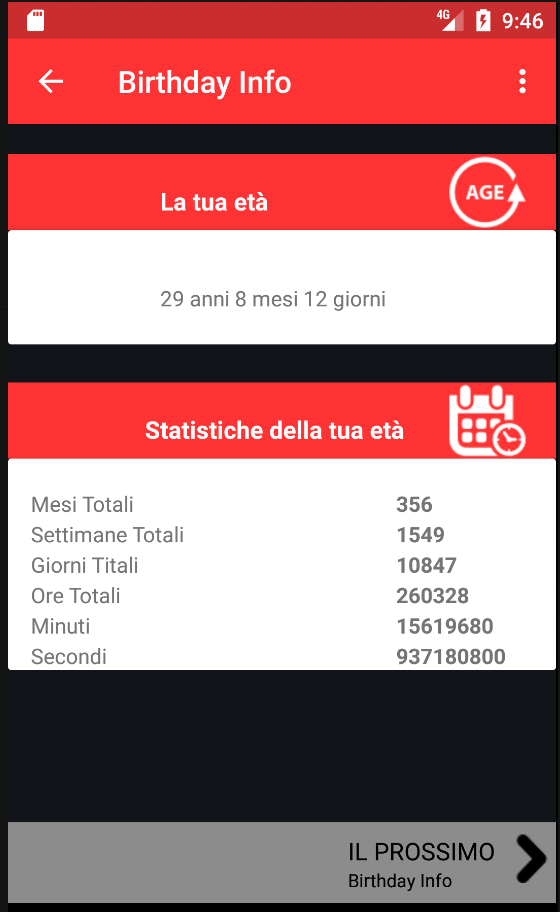 4G 9:46
Birthday Info
La tua età
AGE
29 anni 8 mesi 12 giorni
Statistiche della tua età
Mesi Totali 356
Settimane Totali 1549
Giorni Titali 10847
Ore Totali 260328
Minuti 15619680
Secondi 937180800
IL PROSSIMO
Birthday Info